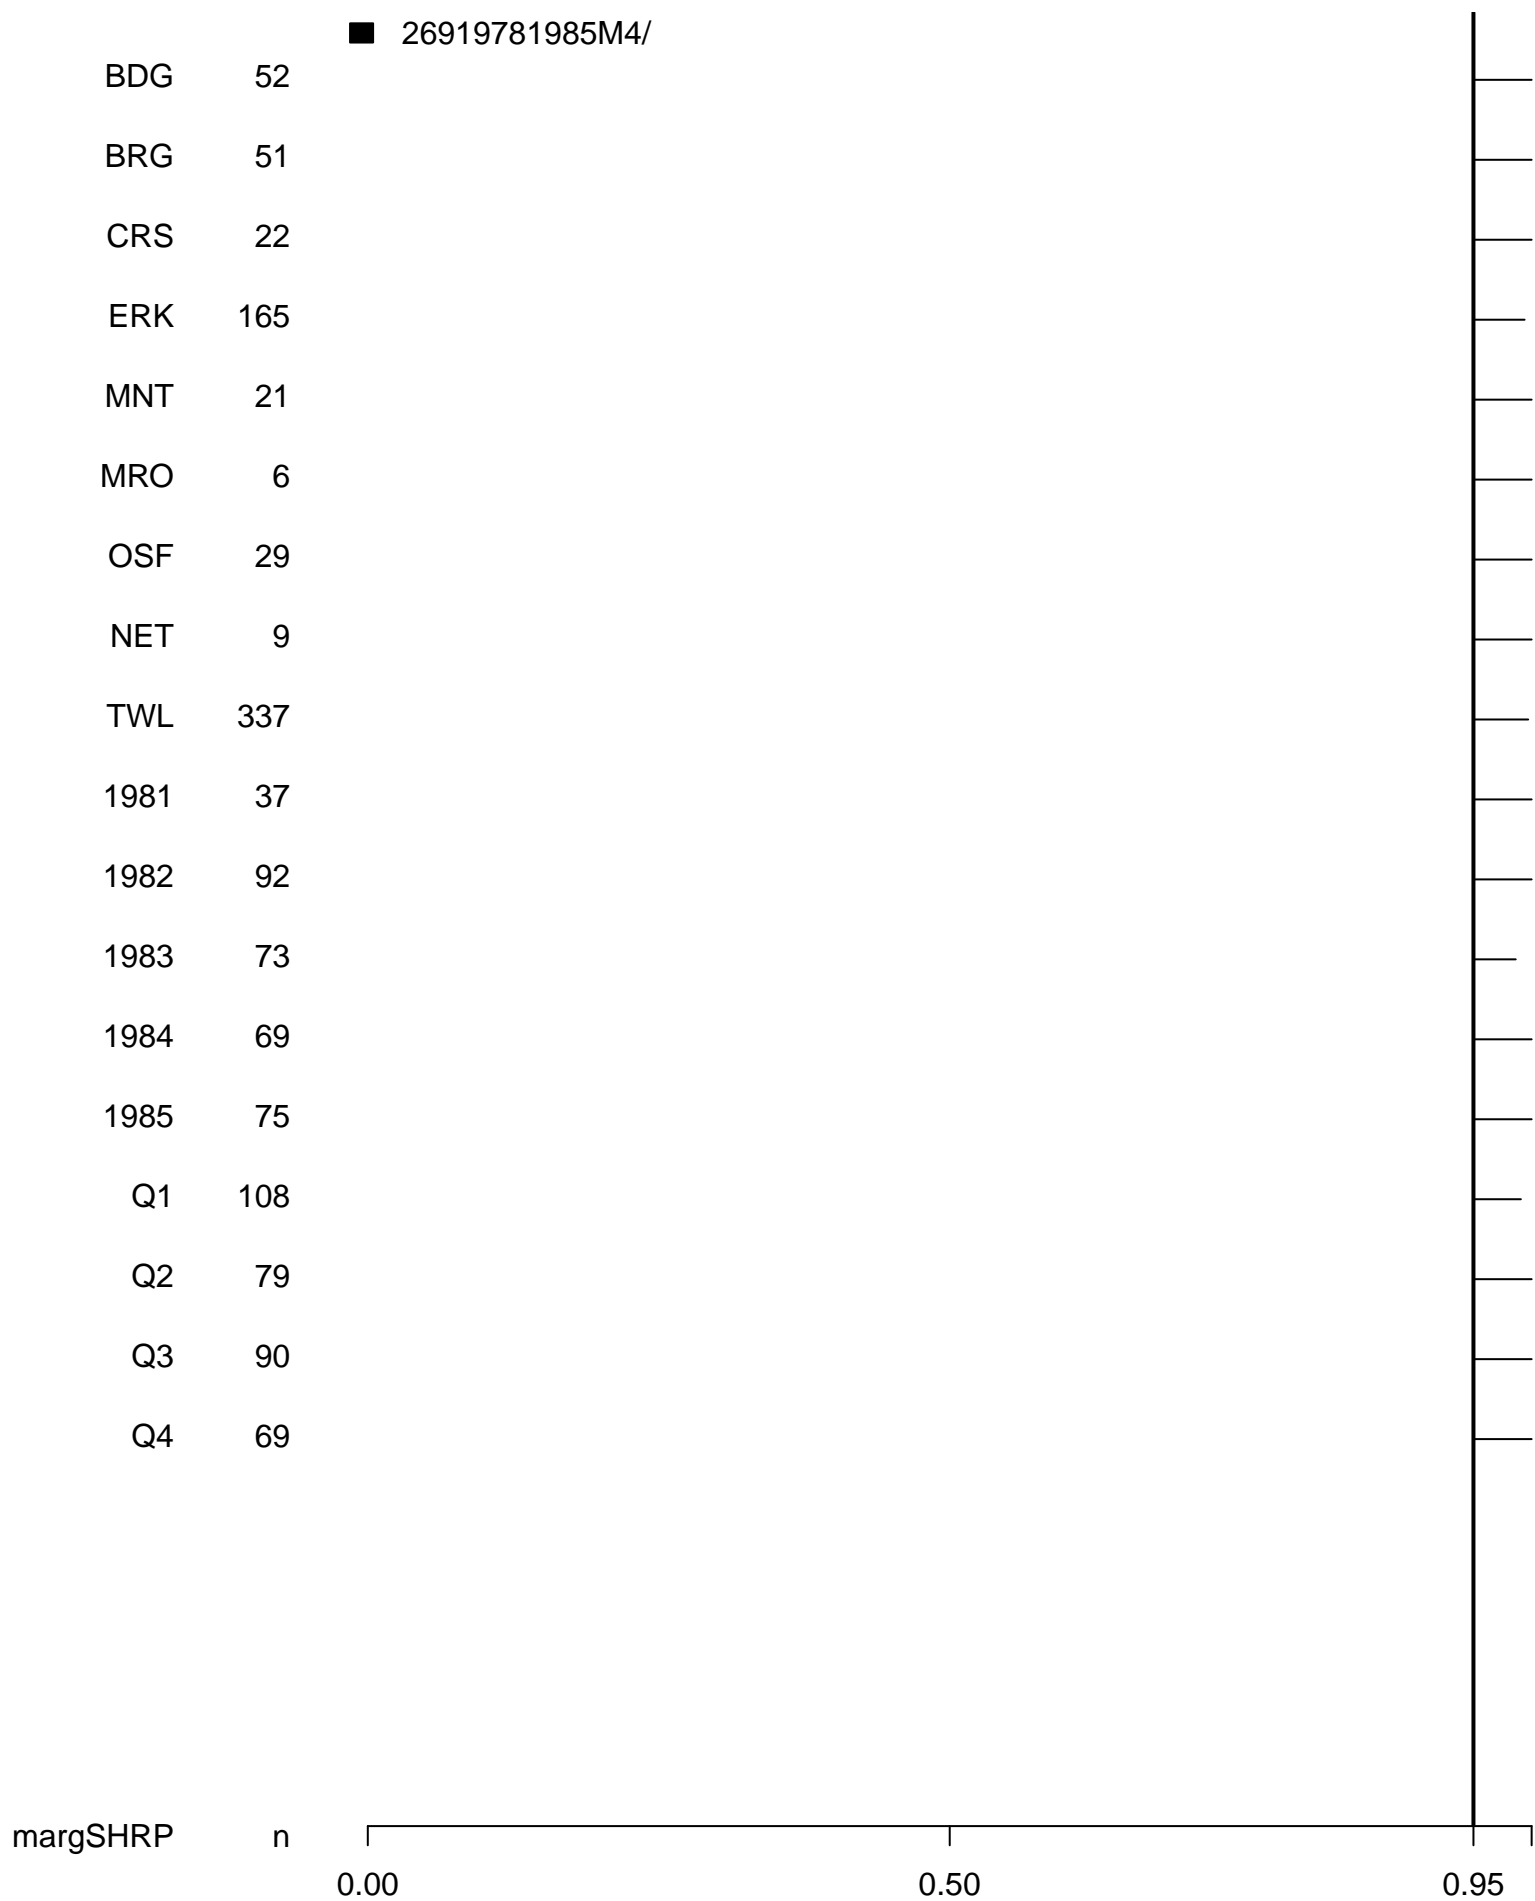 26919781985M4/
BDG 52
BRG 51
CRS 22
ERK 165
MNT 21
MRO 6
OSF 29
NET 9
TWL 337
1981 37
1982 92
1983 73
1984 69
1985 75
Q1 108
Q2 79
Q3 90
Q4 69
margSHRP n
0.00 0.50 0.95